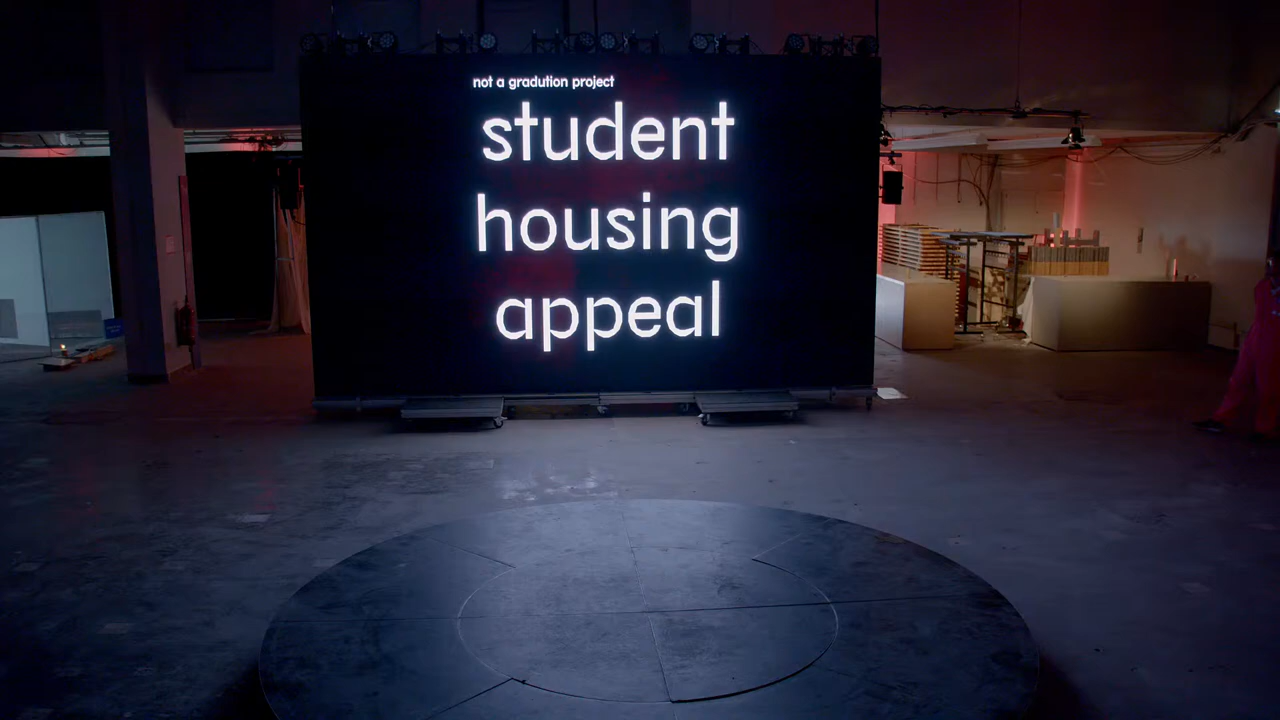 not a gradution project
student
housing
appeal